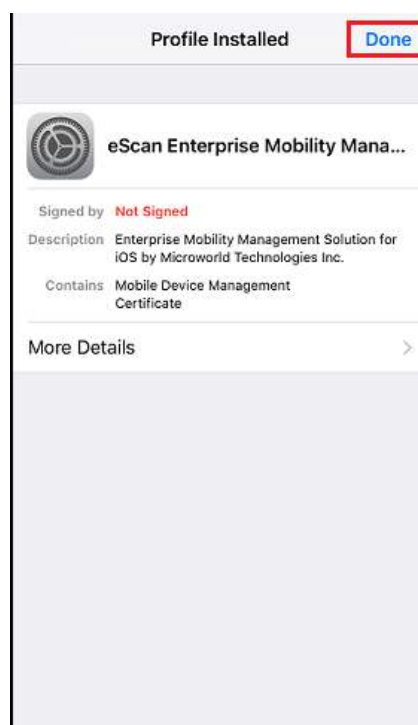 Profile Installed Done
eScan Enterprise Mobility Mana...
Signed by Not Signed
Description Enterprise Mobility Management Solution for
iOS by Microworld Technologies Inc.
Contains Mobile Device Management
Certificate
More Details